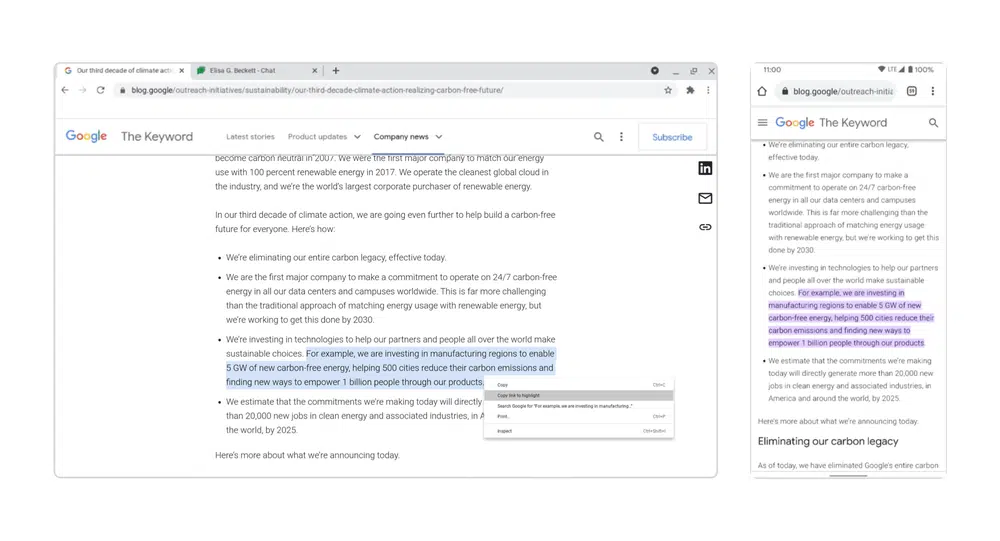 Our third decade of climate acti
Elisa G. Beckett - Chat
blog.google/outreach-initiatives/sustainability/our-third-decade-climate-action-realizing-carbon-free-future/
Google The Keyword
Latest stories
Product updates
Company news
Subscribe
become carbon neutral in 2007. We were the first major company to match our energy
use with 100 percent renewable energy in 2017. We operate the cleanest global cloud in
the industry, and we're the world's largest corporate purchaser of renewable energy.
In our third decade of climate action, we are going even further to help build a carbon-free
future for everyone. Here's how:
• We're eliminating our entire carbon legacy, effective today.
• We are the first major company to make a commitment to operate on 24/7 carbon-free
energy in all our data centers and campuses worldwide. This is far more challenging
than the traditional approach of matching energy usage with renewable energy, but
we're working to get this done by 2030.
• We're investing in technologies to help our partners and people all over the world make
sustainable choices. For example, we are investing in manufacturing regions to enable
5 GW of new carbon-free energy, helping 500 cities reduce their carbon emissions and
finding new ways to empower 1 billion people through our products.
• We estimate that the commitments we're making today will directly
than 20,000 new jobs in clean energy and associated industries, in A
the world, by 2025.
Here's more about what we're announcing today.
Copy Ctrl+C
Copy link to highlight
Search Google for "For example, we are investing in manufacturing..."
Print... Ctrl+P
Inspect Ctrl+Shift+I
11:00 LTE 100%
blog.google/outreach-initia
Google The Keyword
• We're eliminating our entire carbon legacy,
effective today.
• We are the first major company to make a
commitment to operate on 24/7 carbon-free
energy in all our data centers and campuses
worldwide. This is far more challenging than the
traditional approach of matching energy usage
with renewable energy, but we're working to get this
done by 2030.
• We're investing in technologies to help our partners
and people all over the world make sustainable
choices. For example, we are investing in
manufacturing regions to enable 5 GW of new
carbon-free energy, helping 500 cities reduce their
carbon emissions and finding new ways to
empower 1 billion people through our products.
• We estimate that the commitments we're making
today will directly generate more than 20,000 new
jobs in clean energy and associated industries, in
America and around the world, by 2025.
Here's more about what we're announcing today.
Eliminating our carbon legacy
As of today, we have eliminated Google's entire carbon